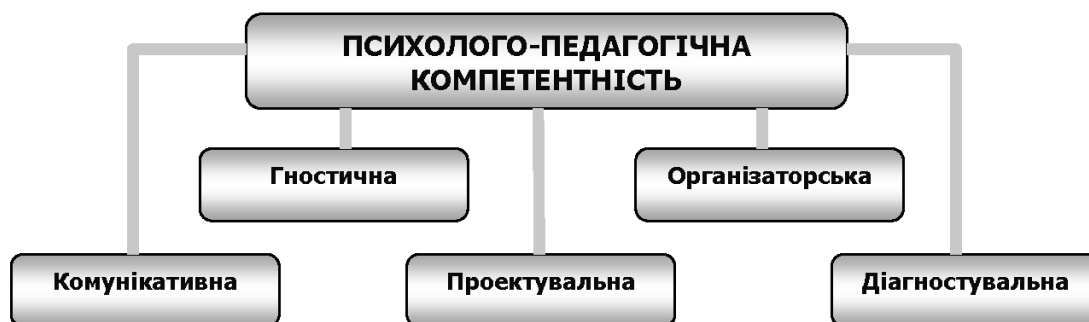 ПСИХОЛОГО-ПЕДАГОГІЧНА
КОМПЕТЕНТНІСТЬ
Гностична
Організаторська
Комунікативна
Проектувальна
Діагностувальна